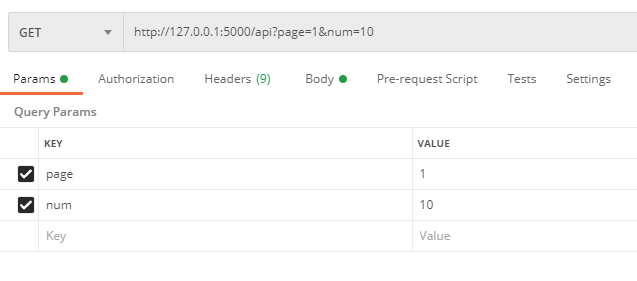 GET http://127.0.0.1:5000/api?page=1&num=10
Params Authorization Headers (9) Body Pre-request Script Tests Settings
Query Params
KEY VALUE
page 1
num 10
Key Value